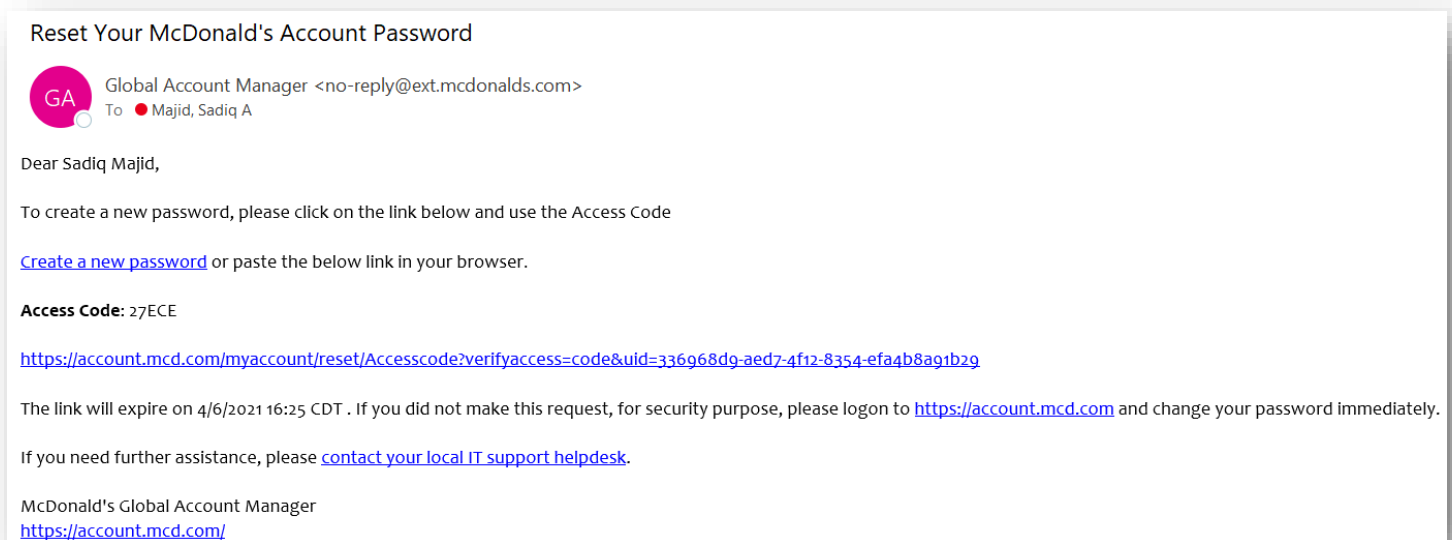 Reset Your McDonald's Account Password
GA
Global Account Manager <no-reply@ext.mcdonalds.com>
To Majid, Sadiq A
Dear Sadiq Majid,
To create a new password, please click on the link below and use the Access Code
Create a new password or paste the below link in your browser.
Access Code: 27ECE
https://account.mcd.com/myaccount/reset/Accesscode?verifyaccess=code&uid=336968d9-aed7-4f12-8354-efa4b8a91b29
The link will expire on 4/6/2021 16:25 CDT . If you did not make this request, for security purpose, please logon to https://account.mcd.com and change your password immediately.
If you need further assistance, please contact your local IT support helpdesk.
McDonald's Global Account Manager
https://account.mcd.com/